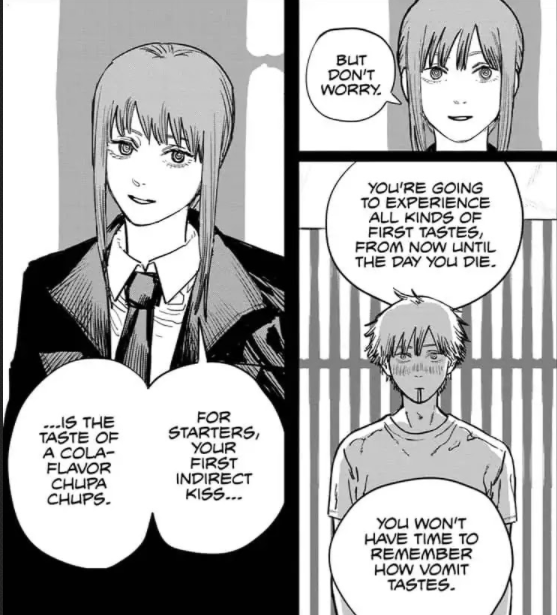 BUT
DON'T
WORRY.
YOU'RE GOING
TO EXPERIENCE
ALL KINDS OF
FIRST TASTES,
FROM NOW UNTIL
THE DAY YOU DIE.
YOU WON'T
HAVE TIME TO
REMEMBER
HOW VOMIT
TASTES.
FOR
STARTERS,
YOUR
FIRST
INDIRECT
KISS...
...IS THE
TASTE OF
A COLA-
FLAVOR
CHUPA
CHUPS.